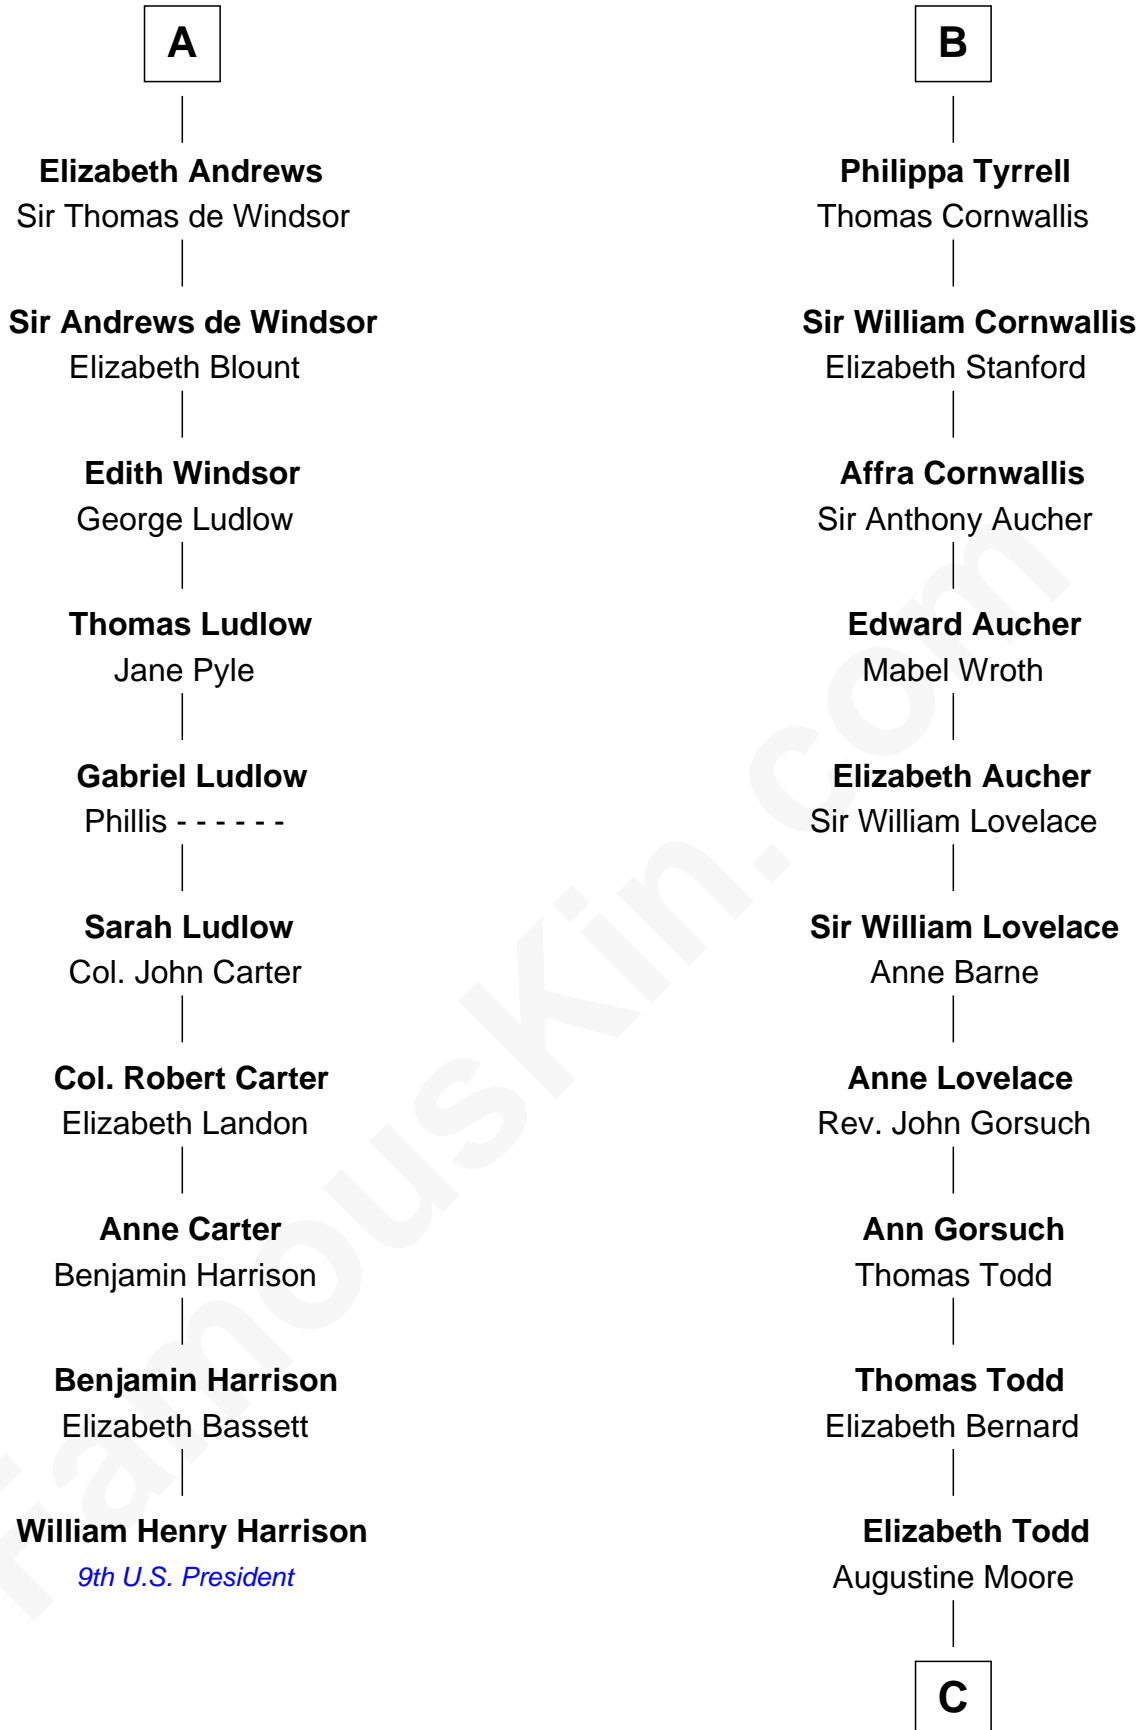 A
Elizabeth Andrews
Sir Thomas de Windsor
Sir Andrews de Windsor
Elizabeth Blount
Edith Windsor
George Ludlow
Thomas Ludlow
Jane Pyle
Gabriel Ludlow
Phillis - - - - - -
Sarah Ludlow
Col. John Carter
Col. Robert Carter
Elizabeth Landon
Anne Carter
Benjamin Harrison
Benjamin Harrison
Elizabeth Bassett
William Henry Harrison
9th U.S. President
B
Philippa Tyrrell
Thomas Cornwallis
Sir William Cornwallis
Elizabeth Stanford
Affra Cornwallis
Sir Anthony Aucher
Edward Aucher
Mabel Wroth
Elizabeth Aucher
Sir William Lovelace
Sir William Lovelace
Anne Barne
Anne Lovelace
Rev. John Gorsuch
Ann Gorsuch
Thomas Todd
Thomas Todd
Elizabeth Bernard
Elizabeth Todd
Augustine Moore
C
FamousKin.com